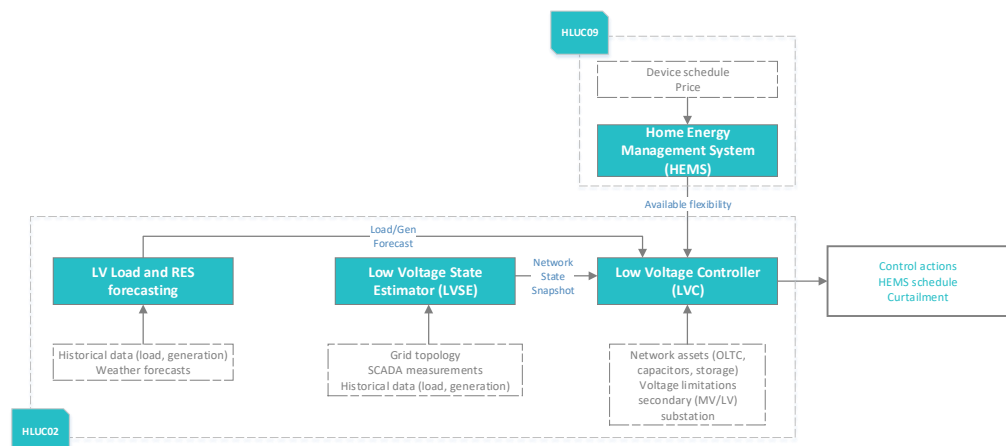 HLUC09
Device schedule
Price
Home Energy
Management System
(HEMS)
Available flexibility
Load/Gen
Forecast
LV Load and RES
forecasting
Low Voltage State
Estimator (LVSE)
Network
State
Snapshot
Low Voltage Controller
(LVC)
Control actions
HEMS schedule
Curtailment
Historical data (load, generation)
Weather forecasts
Grid topology
SCADA measurements
Historical data (load, generation)
Network assets (OLTC,
capacitors, storage)
Voltage limitations
secondary (MV/LV)
substation
HLUC02